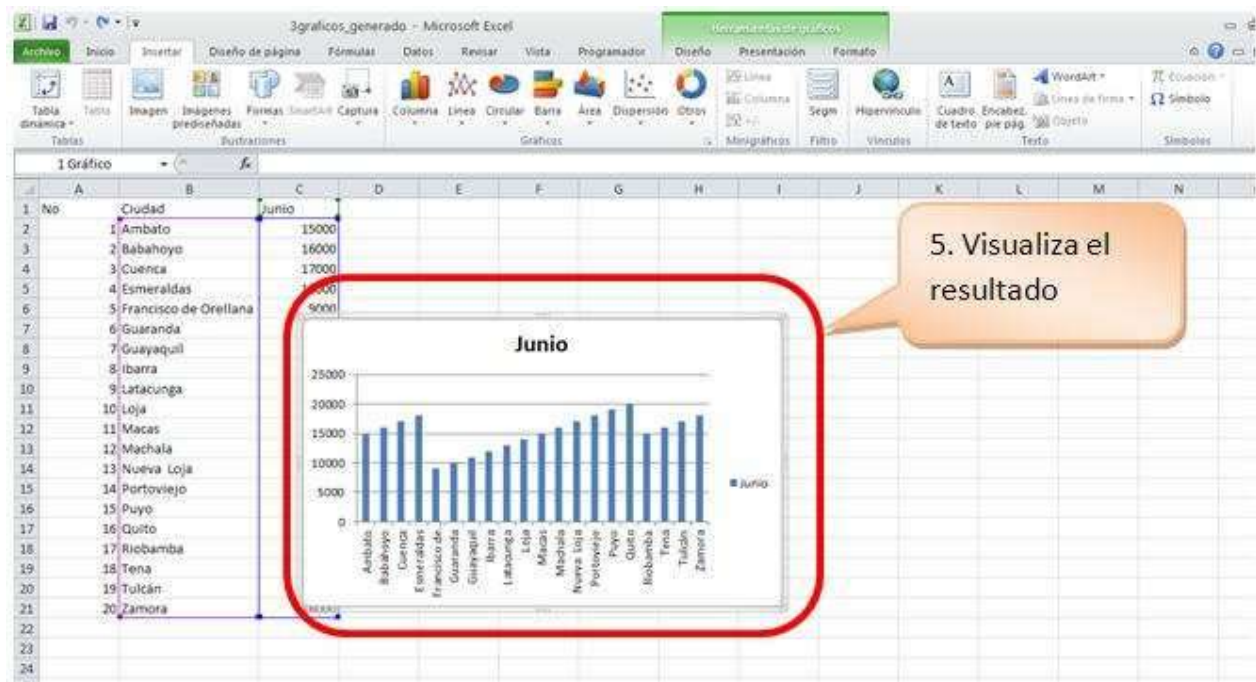 3graficos_generado - Microsoft Excel
Herramientas de gráficos
Archivo Inicio Insertar Diseño de página Fórmulas Datos Revisar Vista Programador Diseño Presentación Formato
Tabla dinámica
Tabla
Imagen
Imágenes prediseñadas
Formas
SmartArt
Captura
Columna
Línea
Circular
Barra
Área
Dispersión
Otros
Línea
Columna
+/-
Segm
Hipervínculo
Cuadro de texto
Encabez. pie pág.
WordArt
Línea de firma
Objeto
Ecuación
Símbolo
Tablas Ilustraciones Gráficos Minigráficos Filtro Vínculos Texto Símbolos
1 Gráfico fx
A B C D E F G H I J K L M N
1 No Ciudad Junio
2 1 Ambato 15000
3 2 Babahoyo 16000
4 3 Cuenca 17000
5 4 Esmeraldas
6 5 Francisco de Orellana 9000
7 6 Guaranda
8 7 Guayaquil
9 8 Ibarra
10 9 Latacunga
11 10 Loja
12 11 Macas
13 12 Machala
14 13 Nueva Loja
15 14 Portoviejo
16 15 Puyo
17 16 Quito
18 17 Riobamba
19 18 Tena
20 19 Tulcán
21 20 Zamora
22
23
24
Junio
25000
20000
15000
10000
5000
0
Ambato
Babahoyo
Cuenca
Esmeraldas
Francisco de
Guaranda
Guayaquil
Ibarra
Latacunga
Loja
Macas
Machala
Nueva Loja
Portoviejo
Puyo
Quito
Riobamba
Tena
Tulcán
Zamora
Junio
5. Visualiza el
resultado